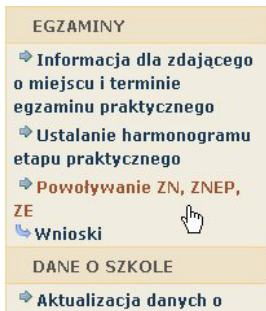 EGZAMINY
Informacja dla zdającego
o miejscu i terminie
egzaminu praktycznego
Ustalanie harmonogramu
etapu praktycznego
Powoływanie ZN, ZNEP,
ZE
Wnioski
DANE O SZKOLE
Aktualizacja danych o